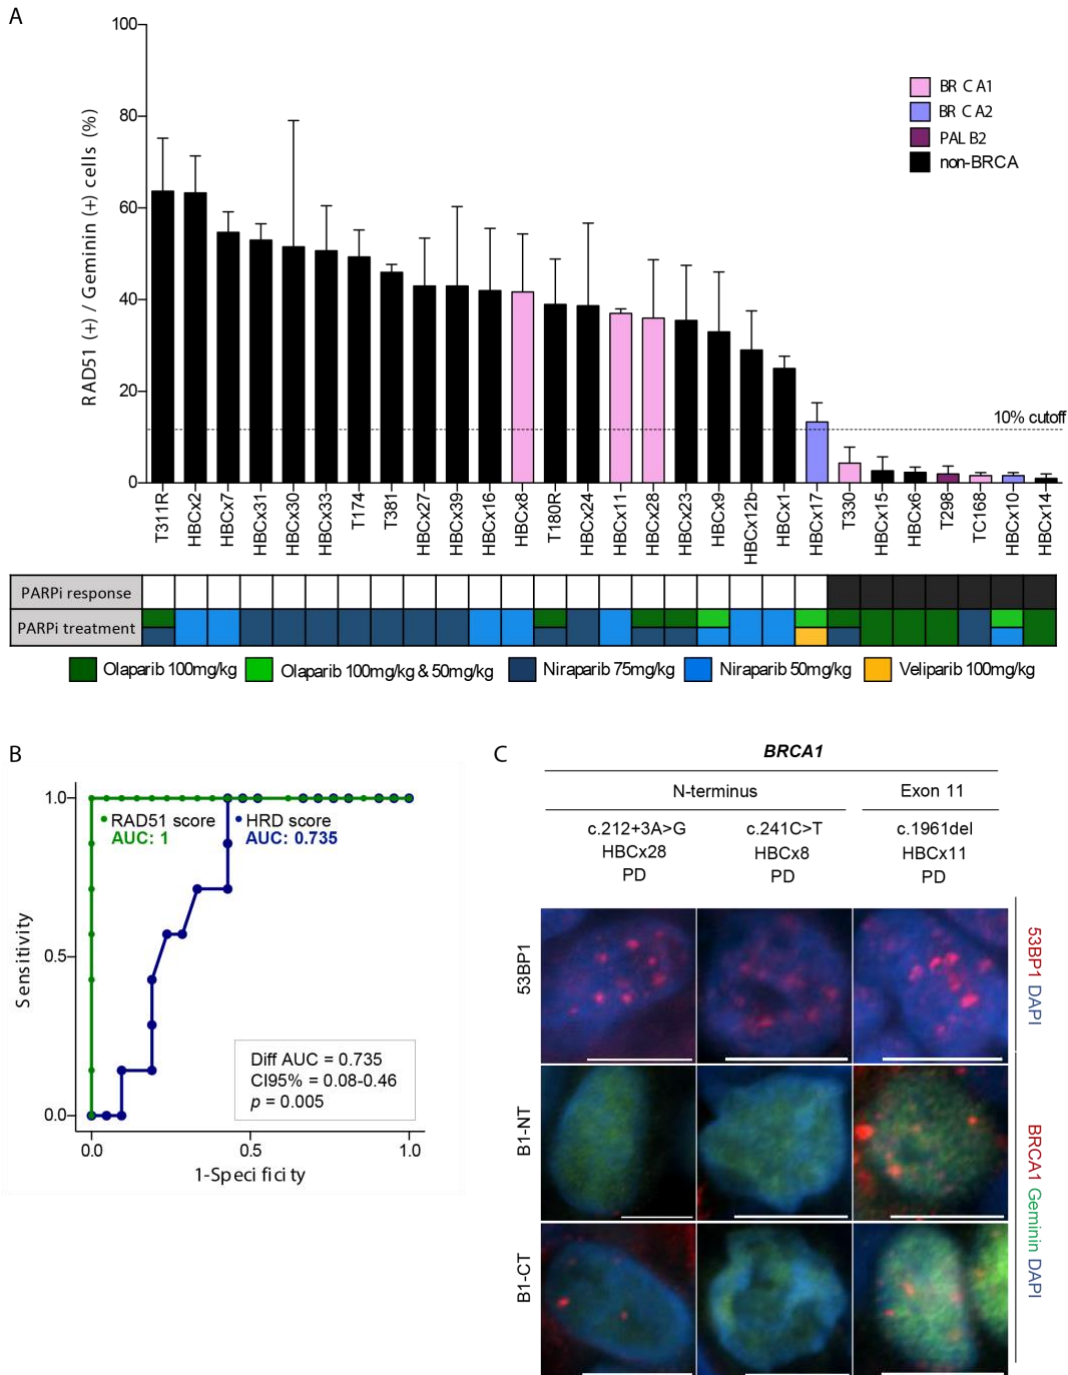 A
100
80
60
40
20
0
RAD51 (+) / Geminin (+) cells (%)
BR C A1
BR C A2
PAL B2
non-BRCA
10% cutoff
T311R
HBCx2
HBCx7
HBCx31
HBCx30
HBCx33
T174
T381
HBCx27
HBCx39
HBCx16
HBCx8
T180R
HBCx24
HBCx11
HBCx28
HBCx23
HBCx9
HBCx12b
HBCx1
HBCx17
T330
HBCx15
HBCx6
T298
TC168
HBCx10
HBCx14
PARPi response
PARPi treatment
Olaparib 100mg/kg
Olaparib 100mg/kg & 50mg/kg
Niraparib 75mg/kg
Niraparib 50mg/kg
Veliparib 100mg/kg
B
1.0
0.5
0.0
Sensitivity
RAD51 score
AUC: 1
HRD score
AUC: 0.735
Diff AUC = 0.735
CI95% = 0.08-0.46
p = 0.005
0.0
0.5
1.0
1-Speci ficity
C
BRCA1
N-terminus
Exon 11
c.212+3A>G
HBCx28
PD
c.241C>T
HBCx8
PD
c.1961del
HBCx11
PD
53BP1
B1-NT
B1-CT
53BP1 DAPI
BRCA1 Geminin DAPI